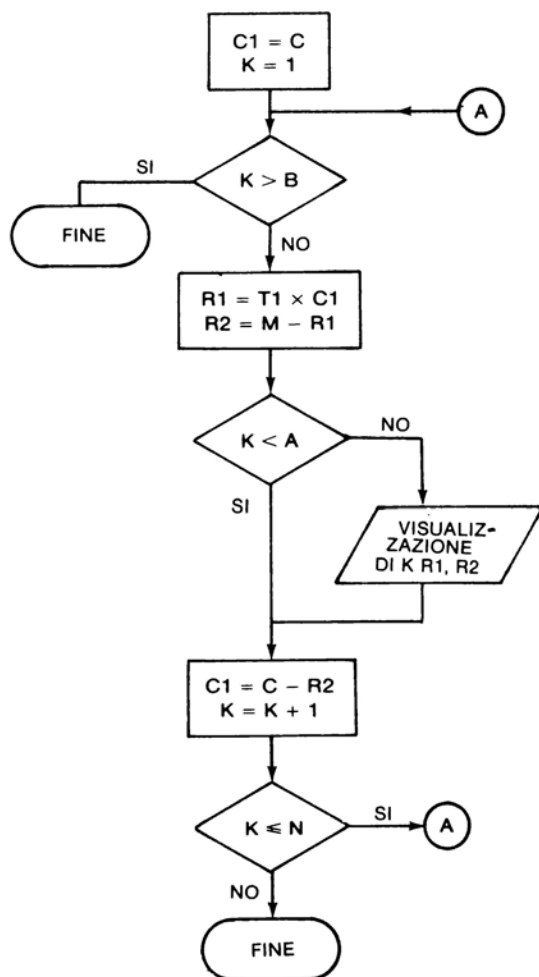 C1 = C
K = 1
A
K > B
SI
FINE
NO
R1 = T1 × C1
R2 = M − R1
K < A
NO
SI
VISUALIZ-
ZAZIONE
DI K R1, R2
C1 = C − R2
K = K + 1
K ≤ N
SI
A
NO
FINE